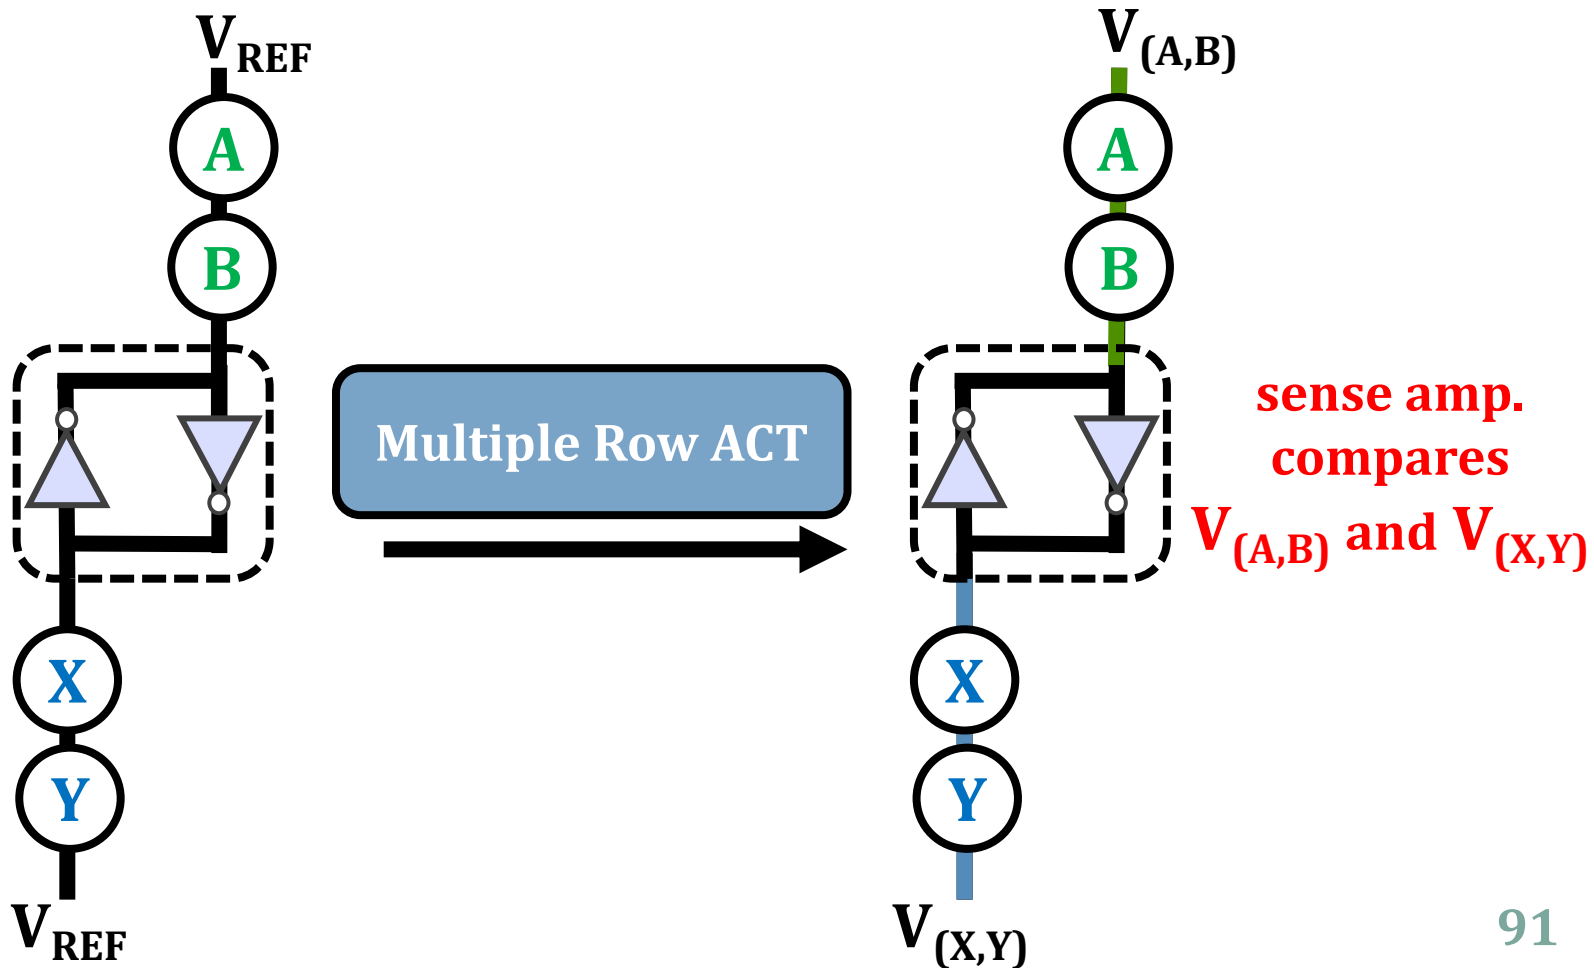 V_REF
A
B
X
Y
V_REF
Multiple Row ACT
V_(A,B)
A
B
X
Y
V_(X,Y)
sense amp.
compares
V_(A,B) and V_(X,Y)
91